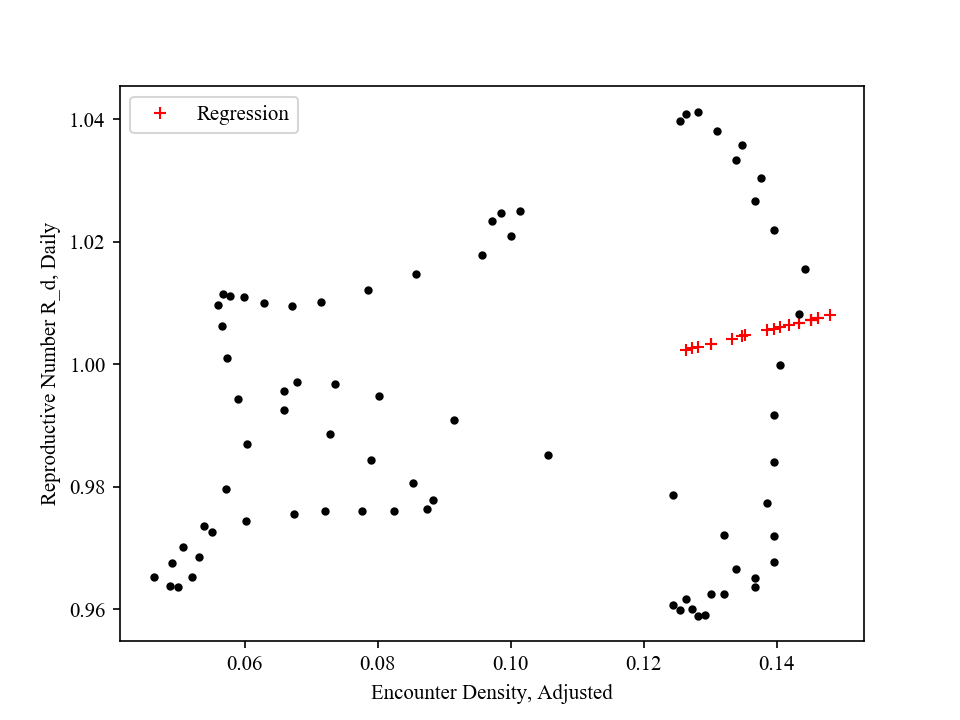 Regression
1.04
1.02
1.00
0.98
0.96
Reproductive Number R_d, Daily
0.06 0.08 0.10 0.12 0.14
Encounter Density, Adjusted